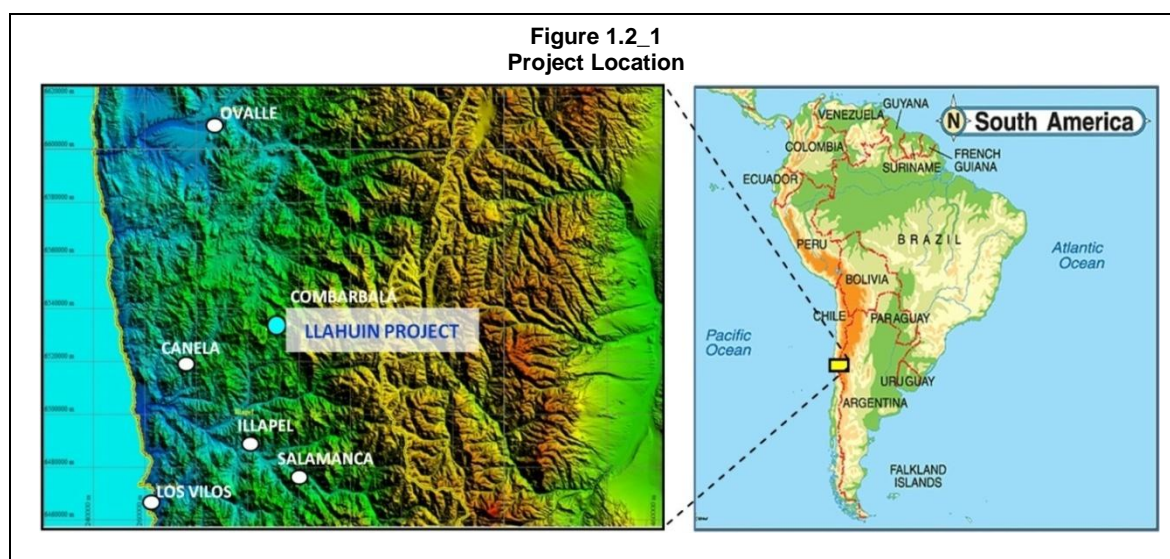 Figure 1.2_1
Project Location
OVALLE
COMBARBALA
LLAHUIN PROJECT
CANELA
ILLAPEL
SALAMANCA
LOS VILOS
N South America
VENEZUELA
GUYANA
COLOMBIA
SURINAME
FRENCH
GUIANA
ECUADOR
PERU
BRAZIL
BOLIVIA
CHILE
PARAGUAY
URUGUAY
ARGENTINA
Pacific
Ocean
Atlantic
Ocean
FALKLAND
ISLANDS